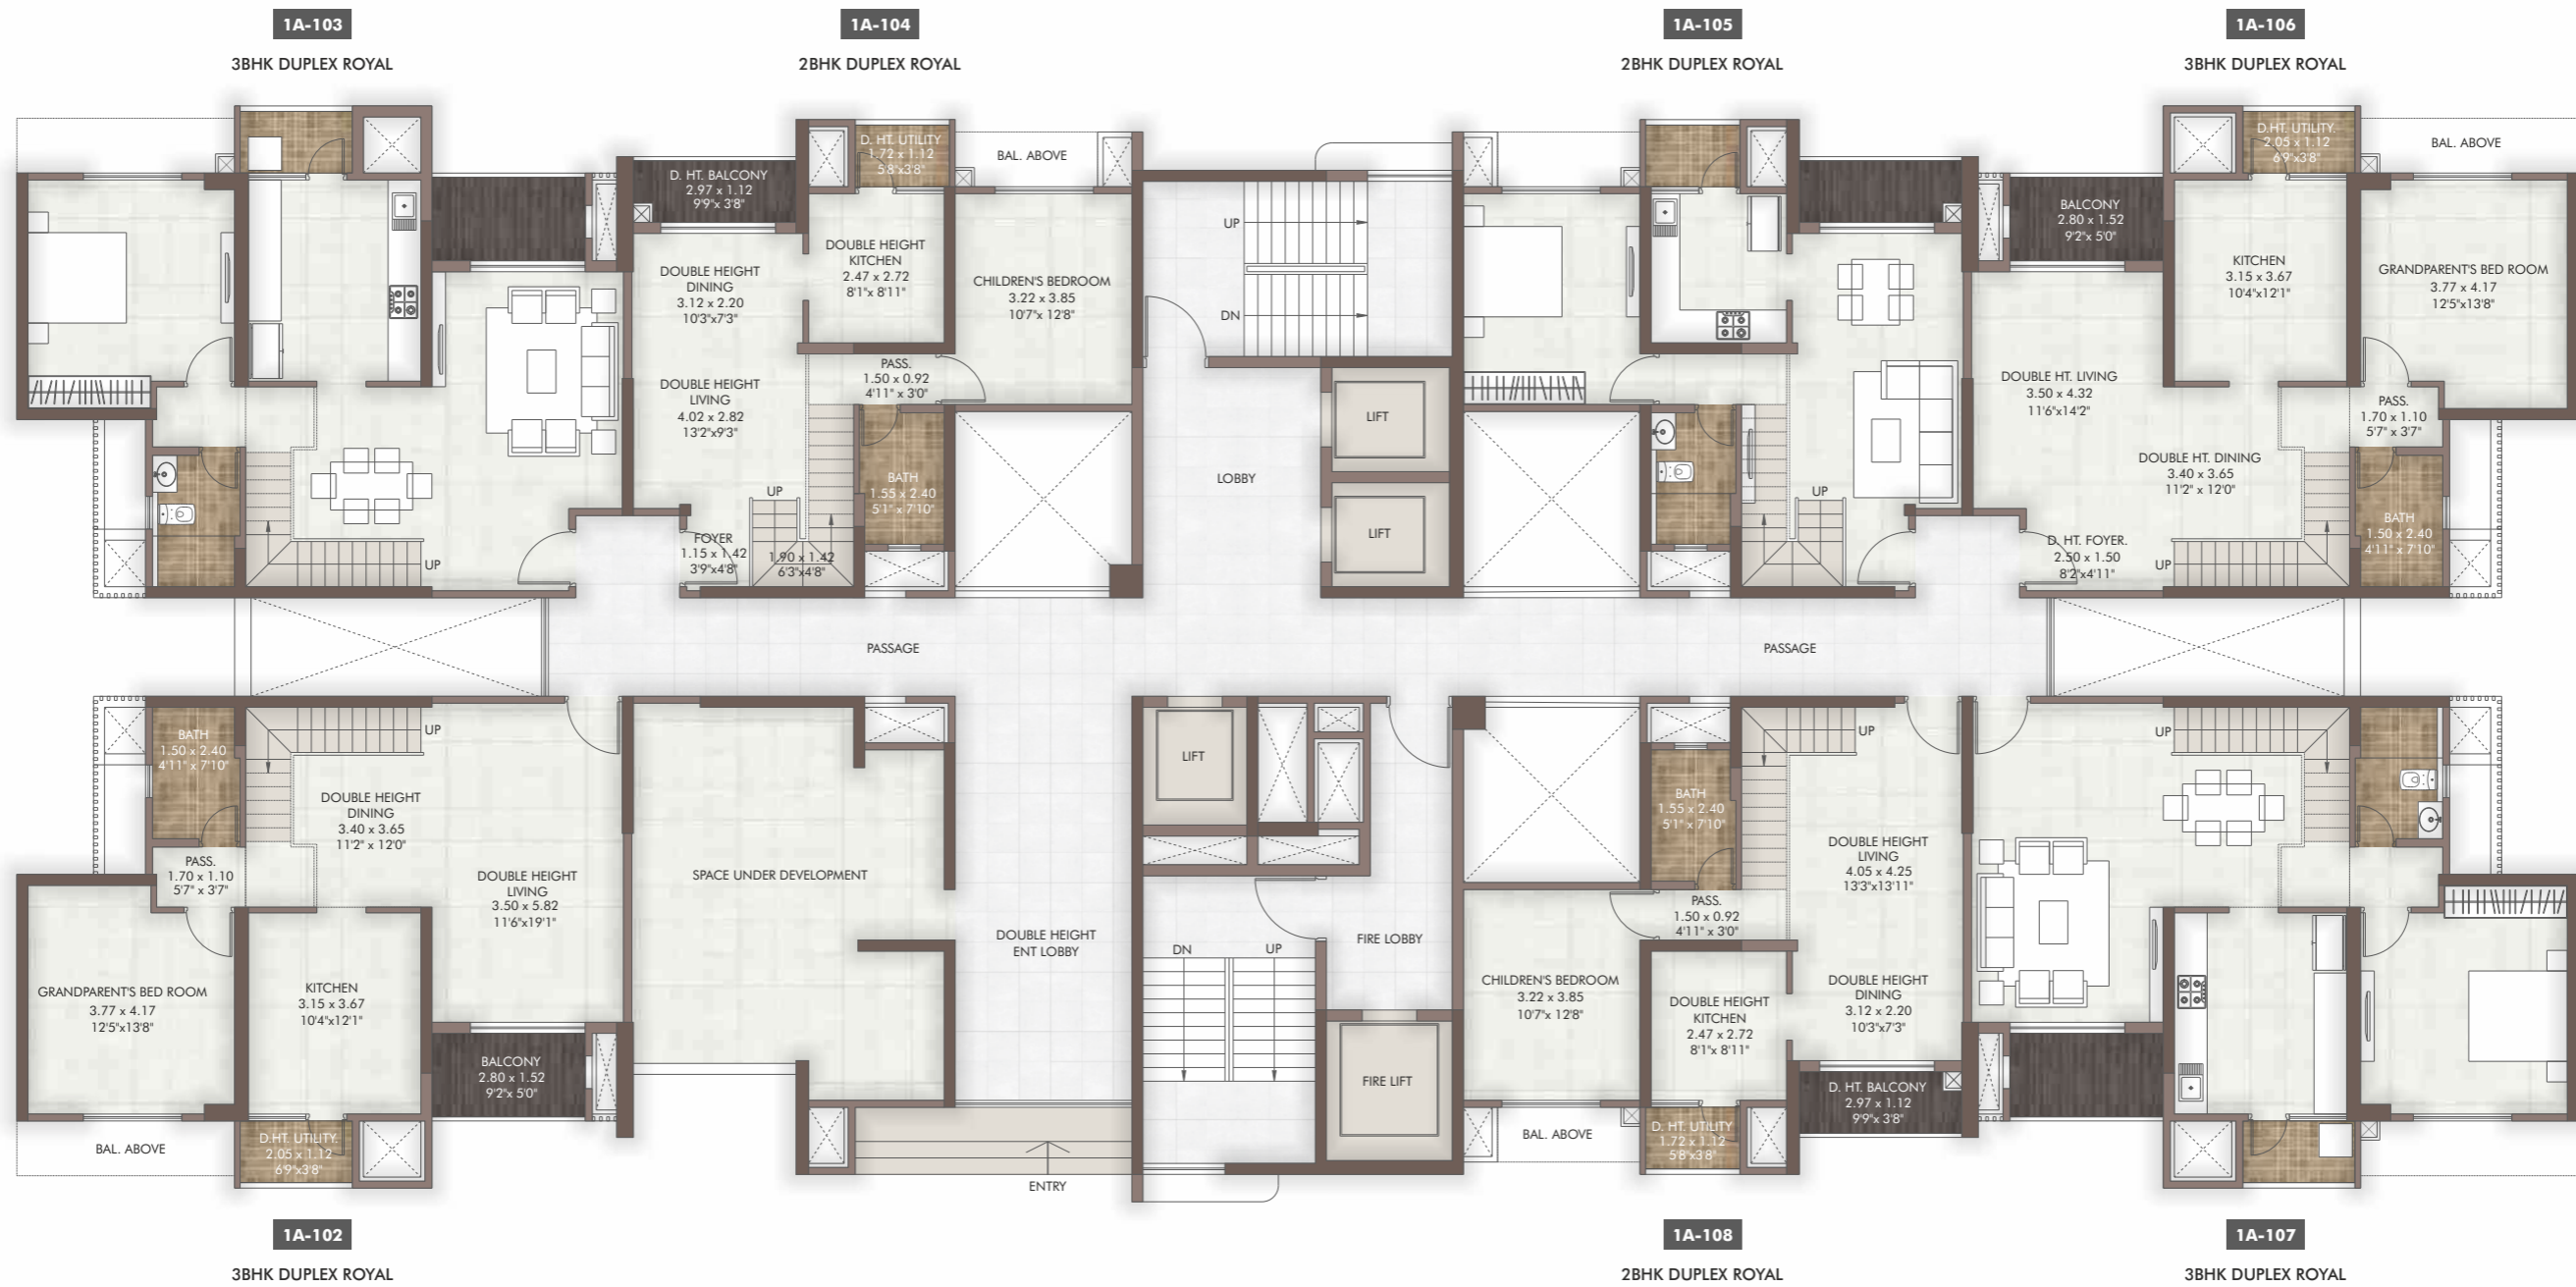 1A-103
3BHK DUPLEX ROYAL
1A-104
2BHK DUPLEX ROYAL
1A-105
2BHK DUPLEX ROYAL
1A-106
3BHK DUPLEX ROYAL
UP
D. HT. BALCONY
2.97 x 1.12
9'9"x 3'8"
D. HT. UTILITY
1.72 x 1.12
5'8"x3'8"
BAL. ABOVE
DOUBLE HEIGHT
DINING
3.12 x 2.20
10'3"x7'3"
DOUBLE HEIGHT
KITCHEN
2.47 x 2.72
8'1"x 8'11"
CHILDREN'S BEDROOM
3.22 x 3.85
10'7"x 12'8"
DOUBLE HEIGHT
LIVING
4.02 x 2.82
13'2"x9'3"
PASS.
1.50 x 0.92
4'11" x 3'0"
BATH
1.55 x 2.40
5'1" x 7'10"
UP
FOYER
1.15 x 1.42
3'9"x4'8"
1.90 x 1.42
6'3"x4'8"
UP
DN
LIFT
LIFT
LOBBY
UP
D.HT. UTILITY.
2.05 x 1.12
6'9"x3'8"
BAL. ABOVE
BALCONY
2.80 x 1.52
9'2"x 5'0"
KITCHEN
3.15 x 3.67
10'4"x12'1"
GRANDPARENT'S BED ROOM
3.77 x 4.17
12'5"x13'8"
DOUBLE HT. LIVING
3.50 x 4.32
11'6"x14'2"
PASS.
1.70 x 1.10
5'7" x 3'7"
DOUBLE HT. DINING
3.40 x 3.65
11'2" x 12'0"
BATH
1.50 x 2.40
4'11" x 7'10"
D. HT. FOYER.
2.50 x 1.50
8'2"x4'11"
UP
PASSAGE
PASSAGE
BATH
1.50 x 2.40
4'11" x 7'10"
UP
DOUBLE HEIGHT
DINING
3.40 x 3.65
11'2" x 12'0"
PASS.
1.70 x 1.10
5'7" x 3'7"
DOUBLE HEIGHT
LIVING
3.50 x 5.82
11'6"x19'1"
GRANDPARENT'S BED ROOM
3.77 x 4.17
12'5"x13'8"
KITCHEN
3.15 x 3.67
10'4"x12'1"
BALCONY
2.80 x 1.52
9'2"x 5'0"
BAL. ABOVE
D.HT. UTILITY.
2.05 x 1.12
6'9"x3'8"
SPACE UNDER DEVELOPMENT
DOUBLE HEIGHT
ENT LOBBY
ENTRY
LIFT
DN
UP
FIRE LOBBY
FIRE LIFT
BATH
1.55 x 2.40
5'1" x 7'10"
UP
DOUBLE HEIGHT
LIVING
4.05 x 4.25
13'3"x13'11"
PASS.
1.50 x 0.92
4'11" x 3'0"
CHILDREN'S BEDROOM
3.22 x 3.85
10'7"x 12'8"
DOUBLE HEIGHT
KITCHEN
2.47 x 2.72
8'1"x 8'11"
DOUBLE HEIGHT
DINING
3.12 x 2.20
10'3"x7'3"
D. HT. BALCONY
2.97 x 1.12
9'9"x 3'8"
BAL. ABOVE
D. HT. UTILITY
1.72 x 1.12
5'8"x3'8"
UP
1A-102
3BHK DUPLEX ROYAL
1A-108
2BHK DUPLEX ROYAL
1A-107
3BHK DUPLEX ROYAL